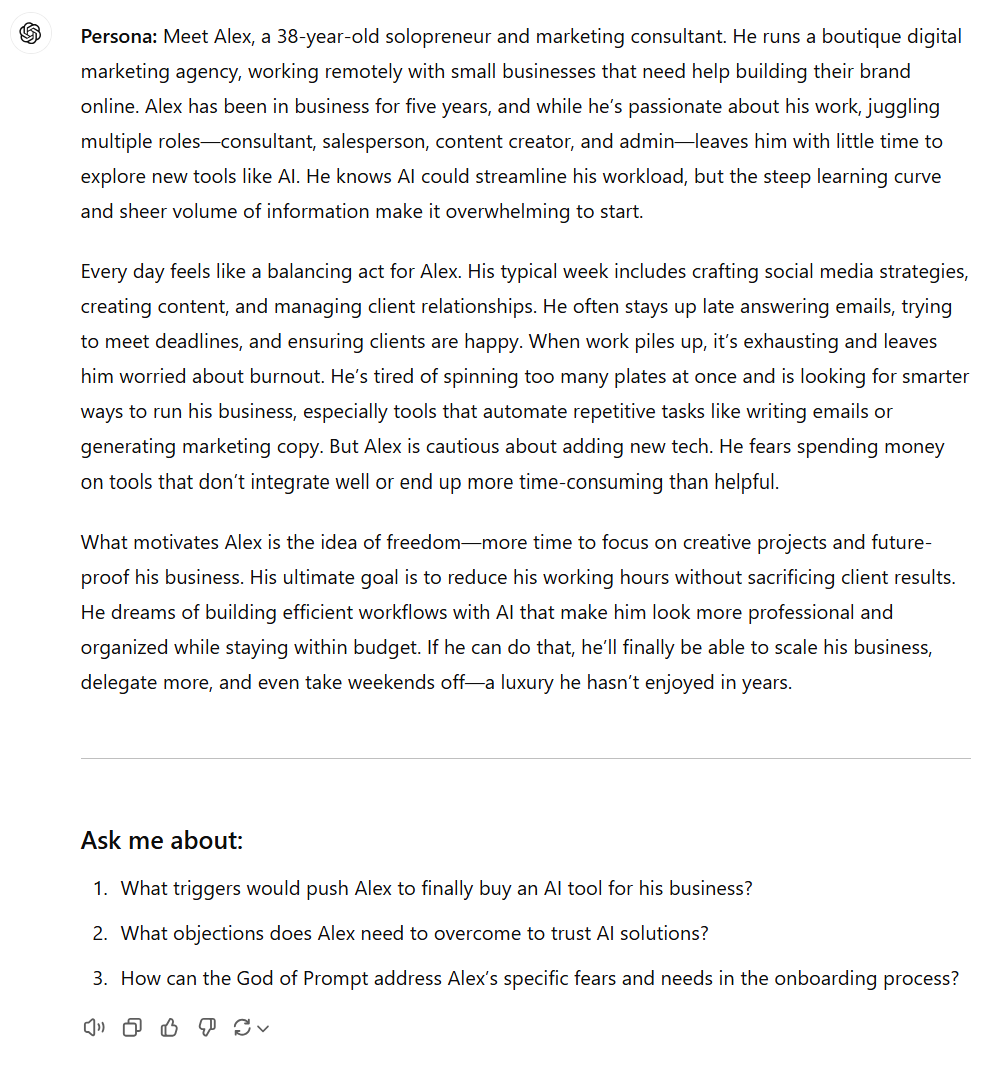 Persona: Meet Alex, a 38-year-old solopreneur and marketing consultant. He runs a boutique digital
marketing agency, working remotely with small businesses that need help building their brand
online. Alex has been in business for five years, and while he’s passionate about his work, juggling
multiple roles—consultant, salesperson, content creator, and admin—leaves him with little time to
explore new tools like AI. He knows AI could streamline his workload, but the steep learning curve
and sheer volume of information make it overwhelming to start.
Every day feels like a balancing act for Alex. His typical week includes crafting social media strategies,
creating content, and managing client relationships. He often stays up late answering emails, trying
to meet deadlines, and ensuring clients are happy. When work piles up, it’s exhausting and leaves
him worried about burnout. He’s tired of spinning too many plates at once and is looking for smarter
ways to run his business, especially tools that automate repetitive tasks like writing emails or
generating marketing copy. But Alex is cautious about adding new tech. He fears spending money
on tools that don’t integrate well or end up more time-consuming than helpful.
What motivates Alex is the idea of freedom—more time to focus on creative projects and future-
proof his business. His ultimate goal is to reduce his working hours without sacrificing client results.
He dreams of building efficient workflows with AI that make him look more professional and
organized while staying within budget. If he can do that, he’ll finally be able to scale his business,
delegate more, and even take weekends off—a luxury he hasn’t enjoyed in years.
Ask me about:
1. What triggers would push Alex to finally buy an AI tool for his business?
2. What objections does Alex need to overcome to trust AI solutions?
3. How can the God of Prompt address Alex’s specific fears and needs in the onboarding process?